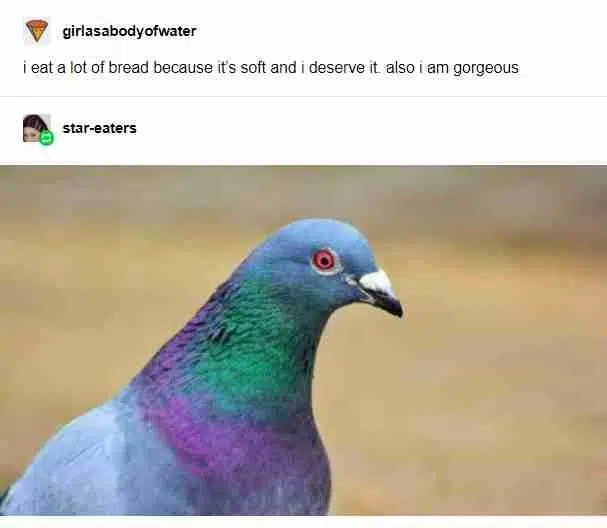 girlasabodyofwater
i eat a lot of bread because it's soft and i deserve it. also i am gorgeous
star-eaters